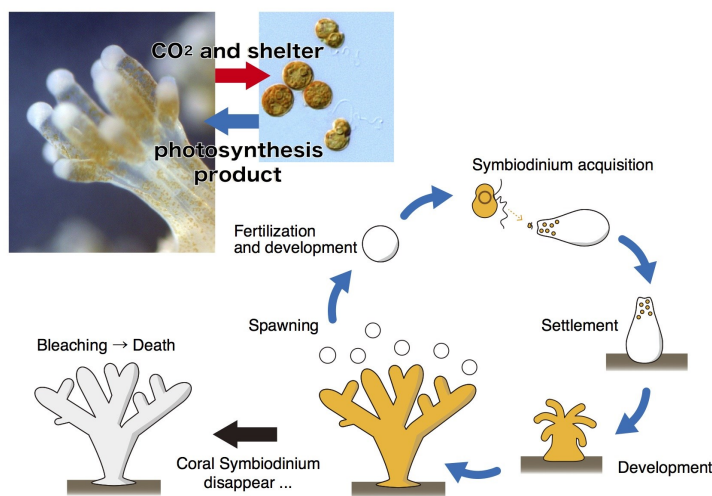 CO² and shelter
photosynthesis
product
Symbiodinium acquisition
Fertilization
and development
Spawning
Settlement
Bleaching → Death
Coral Symbiodinium
disappear ...
Development